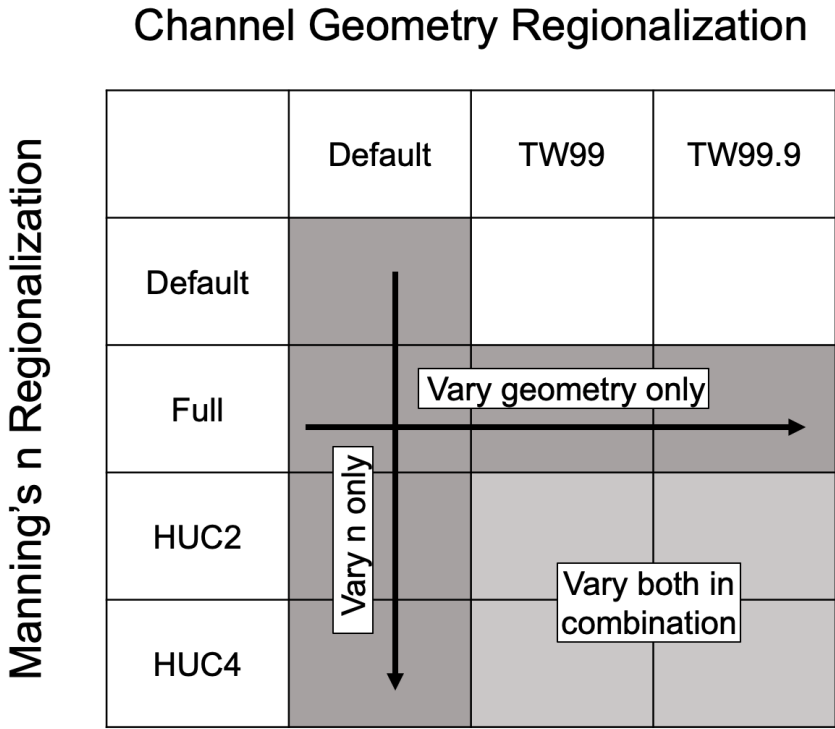 Channel Geometry Regionalization
Manning's n Regionalization
Default
TW99
TW99.9
Default
Full
Vary geometry only
Vary n only
HUC2
Vary both in
combination
HUC4